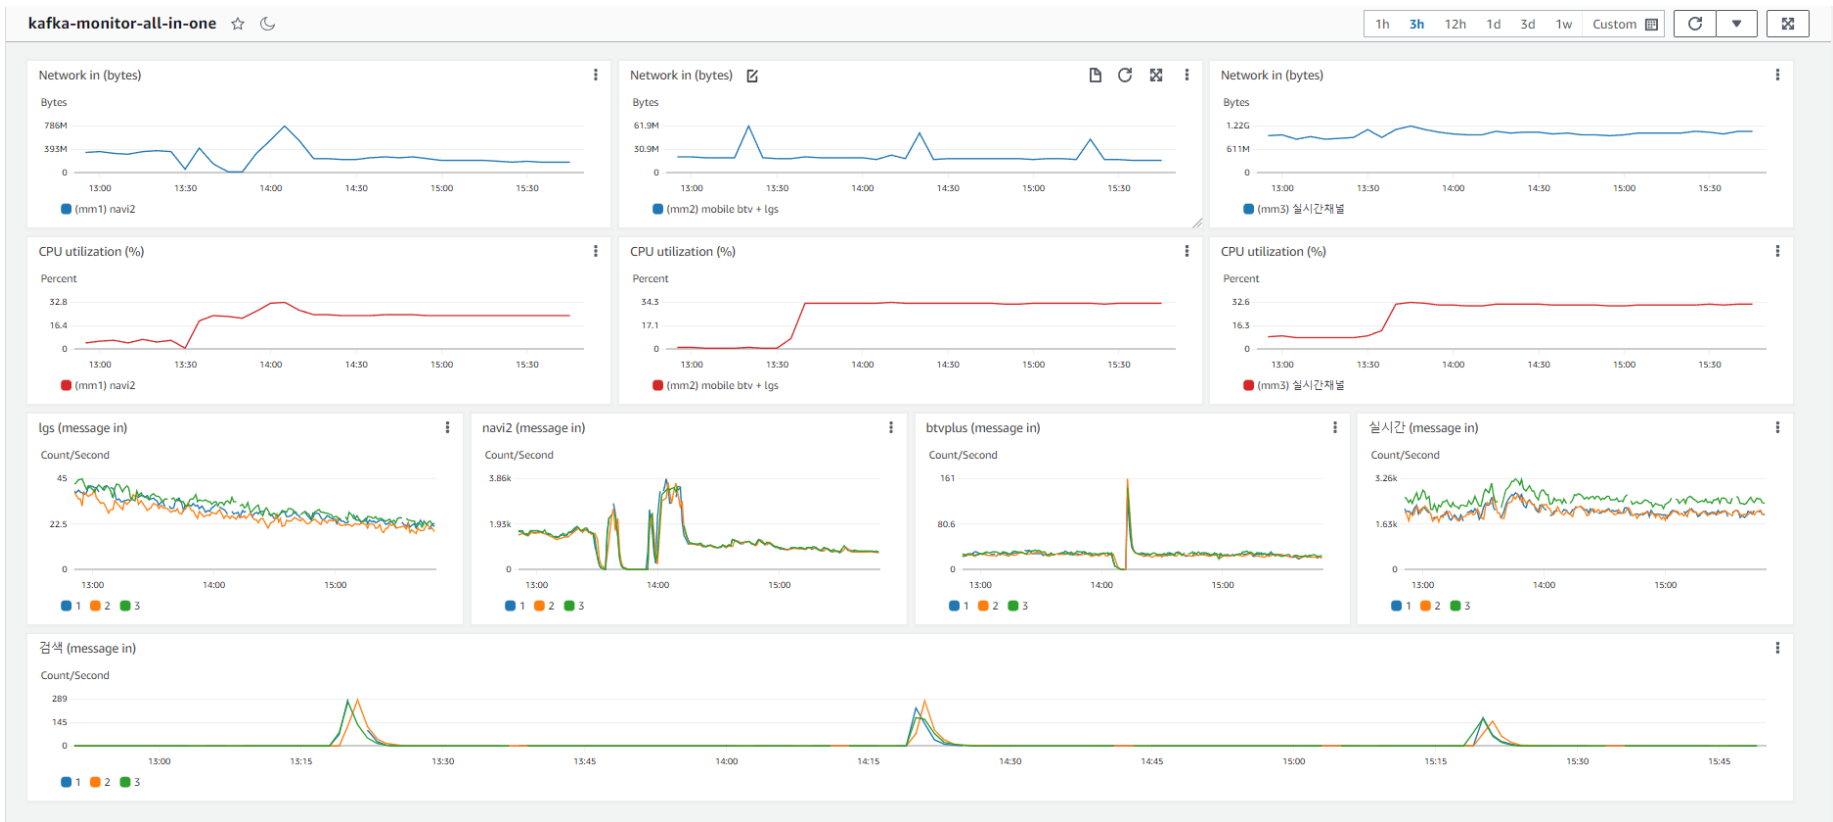 kafka-monitor-all-in-one
1h 3h 12h 1d 3d 1w Custom
Network in (bytes)
Bytes
786M
393M
0
13:00 13:30 14:00 14:30 15:00 15:30
(mm1) navi2
Network in (bytes)
Bytes
61.9M
30.9M
0
13:00 13:30 14:00 14:30 15:00 15:30
(mm2) mobile btv + lgs
Network in (bytes)
Bytes
1.22G
611M
0
13:00 13:30 14:00 14:30 15:00 15:30
(mm3) 실시간채널
CPU utilization (%)
Percent
32.8
16.4
0
13:00 13:30 14:00 14:30 15:00 15:30
(mm1) navi2
CPU utilization (%)
Percent
34.3
17.1
0
13:00 13:30 14:00 14:30 15:00 15:30
(mm2) mobile btv + lgs
CPU utilization (%)
Percent
32.6
16.3
0
13:00 13:30 14:00 14:30 15:00 15:30
(mm3) 실시간채널
lgs (message in)
Count/Second
45
22.5
0
13:00 14:00 15:00
1 2 3
navi2 (message in)
Count/Second
3.86k
1.93k
0
13:00 14:00 15:00
1 2 3
btvplus (message in)
Count/Second
161
80.6
0
13:00 14:00 15:00
1 2 3
실시간 (message in)
Count/Second
3.26k
1.63k
0
13:00 14:00 15:00
1 2 3
검색 (message in)
Count/Second
289
145
0
13:00 13:15 13:30 13:45 14:00 14:15 14:30 14:45 15:00 15:15 15:30 15:45
1 2 3